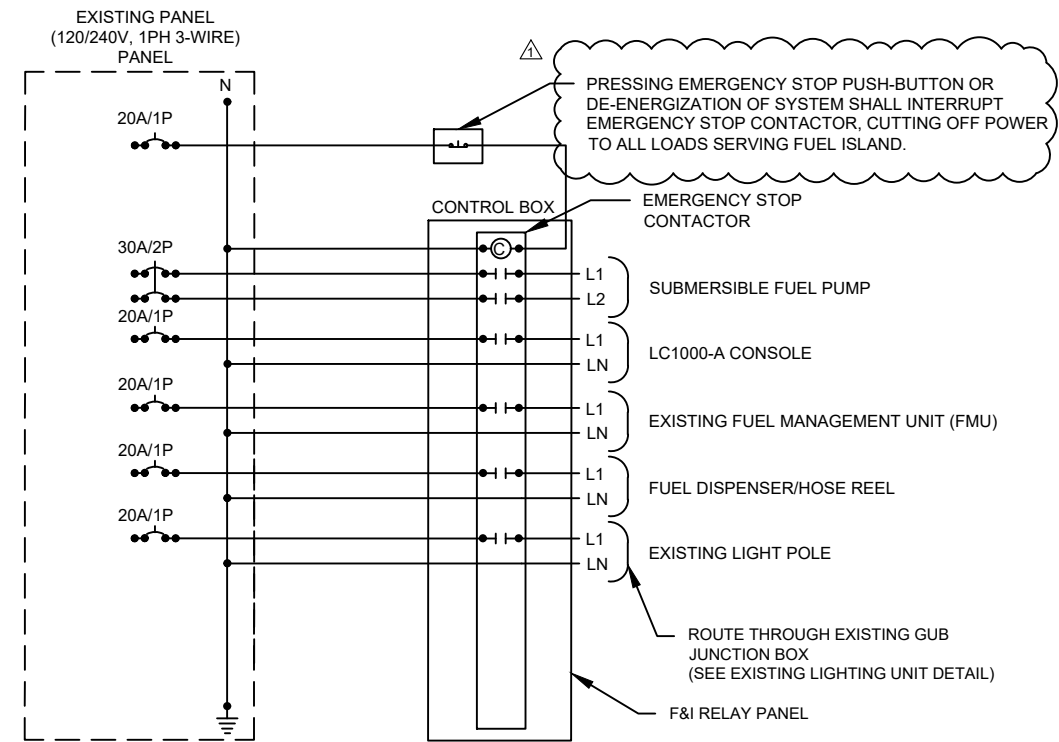 EXISTING PANEL
(120/240V, 1PH 3-WIRE)
PANEL
N
20A/1P
1
PRESSING EMERGENCY STOP PUSH-BUTTON OR
DE-ENERGIZATION OF SYSTEM SHALL INTERRUPT
EMERGENCY STOP CONTACTOR, CUTTING OFF POWER
TO ALL LOADS SERVING FUEL ISLAND.
CONTROL BOX
EMERGENCY STOP
CONTACTOR
C
30A/2P
L1
L2
SUBMERSIBLE FUEL PUMP
20A/1P
L1
LN
LC1000-A CONSOLE
20A/1P
L1
LN
EXISTING FUEL MANAGEMENT UNIT (FMU)
20A/1P
L1
LN
FUEL DISPENSER/HOSE REEL
20A/1P
L1
LN
EXISTING LIGHT POLE
ROUTE THROUGH EXISTING GUB
JUNCTION BOX
(SEE EXISTING LIGHTING UNIT DETAIL)
F&I RELAY PANEL